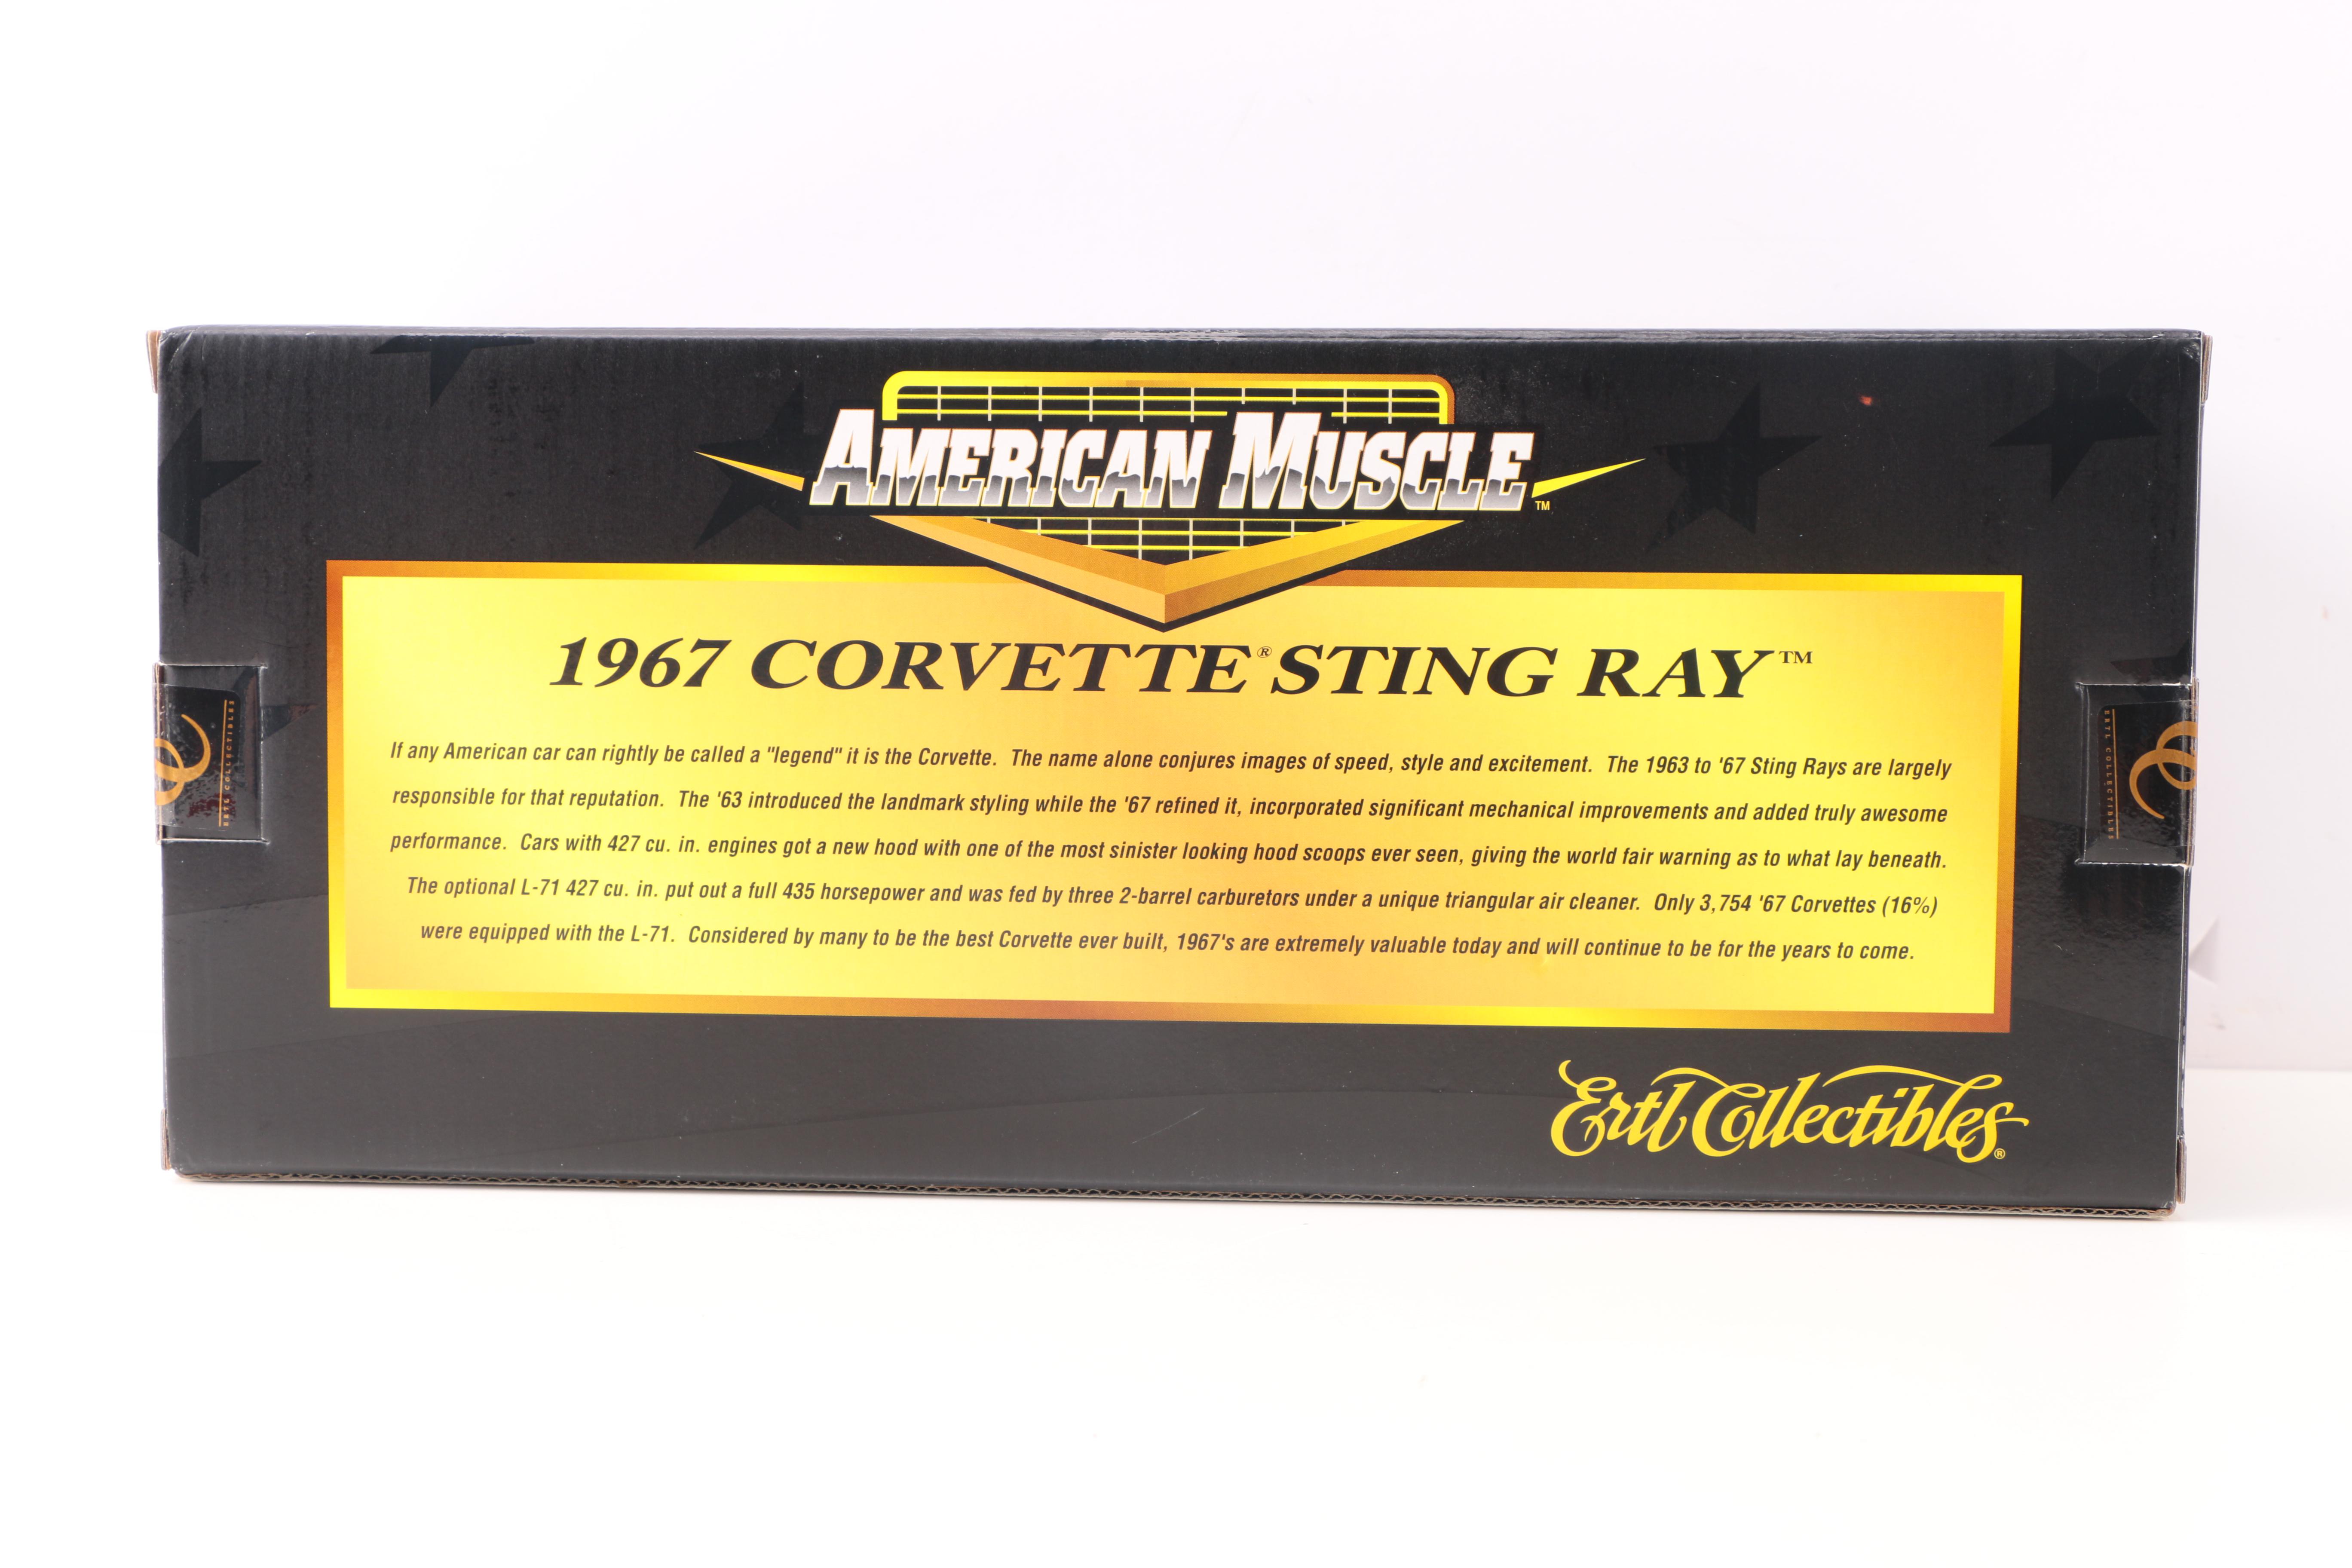 AMERICAN MUSCLE™
1967 CORVETTE® STING RAY™
If any American car can rightly be called a "legend" it is the Corvette. The name alone conjures images of speed, style and excitement. The 1963 to '67 Sting Rays are largely
responsible for that reputation. The '63 introduced the landmark styling while the '67 refined it, incorporated significant mechanical improvements and added truly awesome
performance. Cars with 427 cu. in. engines got a new hood with one of the most sinister looking hood scoops ever seen, giving the world fair warning as to what lay beneath.
The optional L-71 427 cu. in. put out a full 435 horsepower and was fed by three 2-barrel carburetors under a unique triangular air cleaner. Only 3,754 '67 Corvettes (16%)
were equipped with the L-71. Considered by many to be the best Corvette ever built, 1967's are extremely valuable today and will continue to be for the years to come.
ERTL COLLECTIBLES
ERTL COLLECTIBLES
Ertl Collectibles®